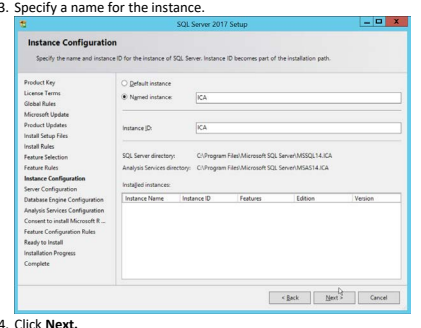 3. Specify a name for the instance.
SQL Server 2017 Setup
Instance Configuration
Specify the name and instance ID for the instance of SQL Server. Instance ID becomes part of the installation path.
Product Key
License Terms
Global Rules
Microsoft Update
Product Updates
Install Setup Files
Install Rules
Feature Selection
Feature Rules
Instance Configuration
Server Configuration
Database Engine Configuration
Analysis Services Configuration
Consent to install Microsoft R ...
Feature Configuration Rules
Ready to Install
Installation Progress
Complete
Default instance
Named instance: ICA
Instance ID: ICA
SQL Server directory: C:\Program Files\Microsoft SQL Server\MSSQL14.ICA
Analysis Services directory: C:\Program Files\Microsoft SQL Server\MSAS14.ICA
Installed instances:
Instance Name Instance ID Features Edition Version
< Back Next > Cancel
4. Click Next.